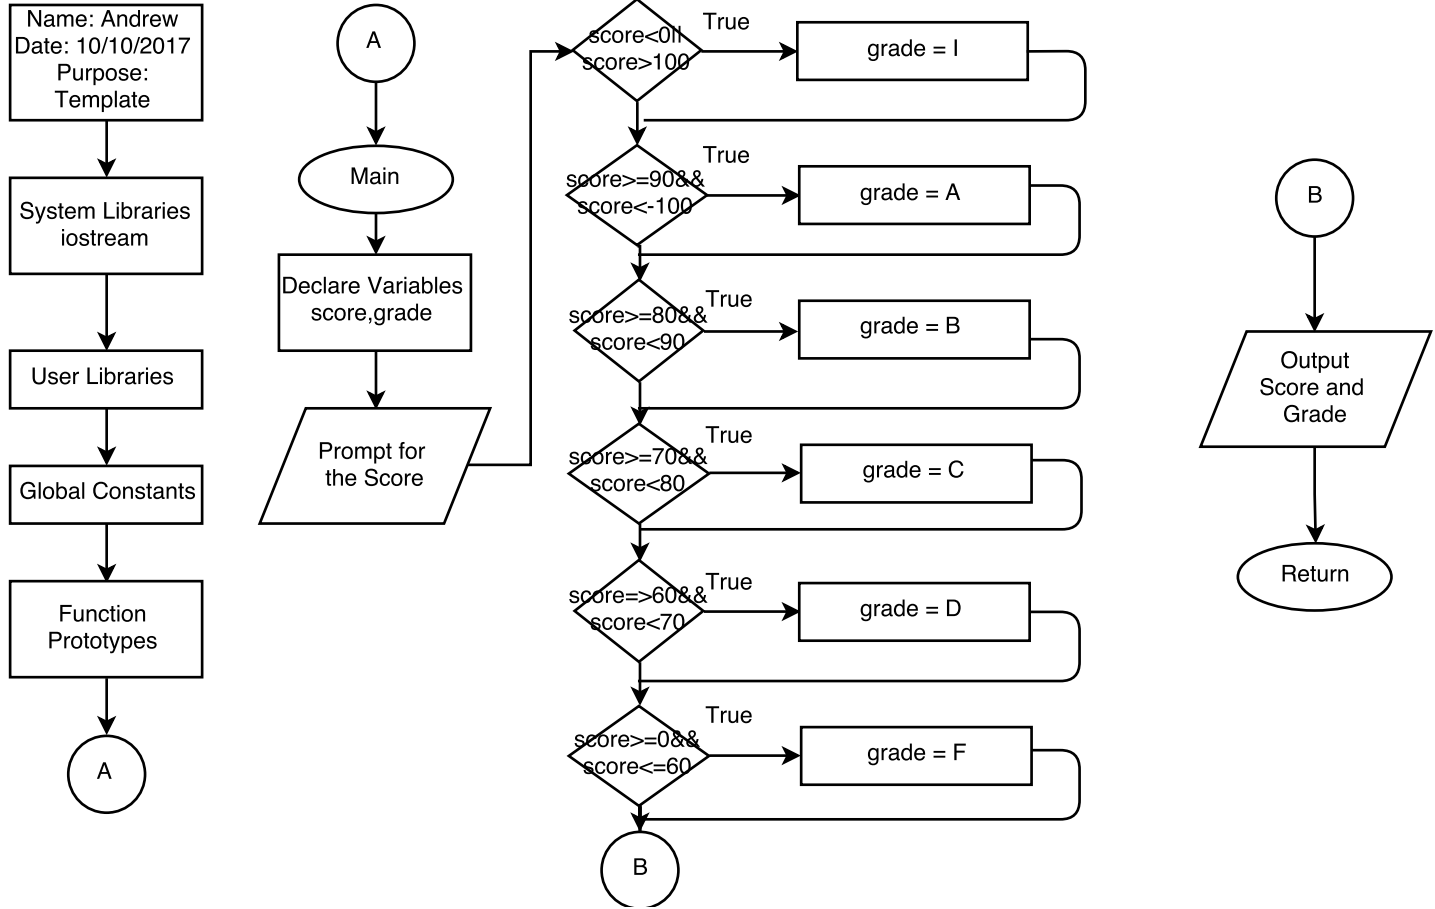 Name: Andrew
Date: 10/10/2017
Purpose:
Template
System Libraries
iostream
User Libraries
Global Constants
Function
Prototypes
A
A
Main
Declare Variables
score,grade
Prompt for
the Score
score<0||
score>100
True
grade = I
score>=90&&
score<-100
True
grade = A
score>=80&&
score<90
True
grade = B
score>=70&&
score<80
True
grade = C
score=>60&&
score<70
True
grade = D
score>=0&&
score<=60
True
grade = F
B
B
Output
Score and
Grade
Return